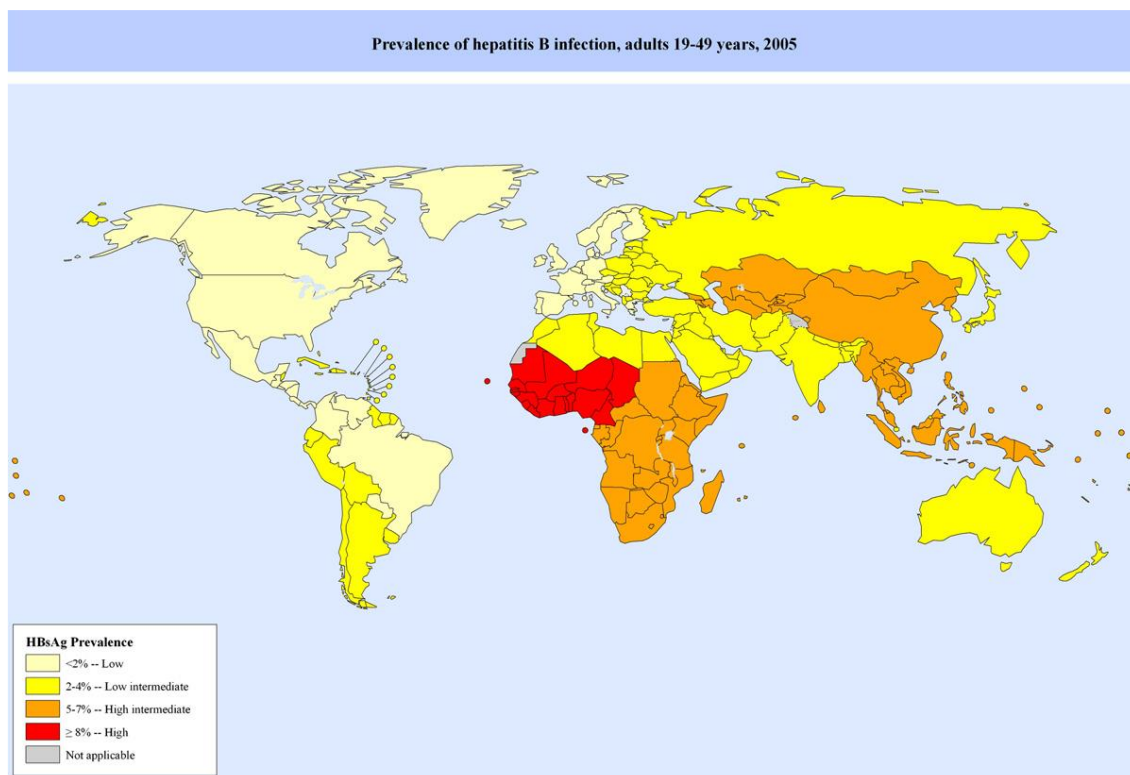 Prevalence of hepatitis B infection, adults 19-49 years, 2005
HBsAg Prevalence
<2% -- Low
2-4% -- Low intermediate
5-7% -- High intermediate
≥ 8% -- High
Not applicable